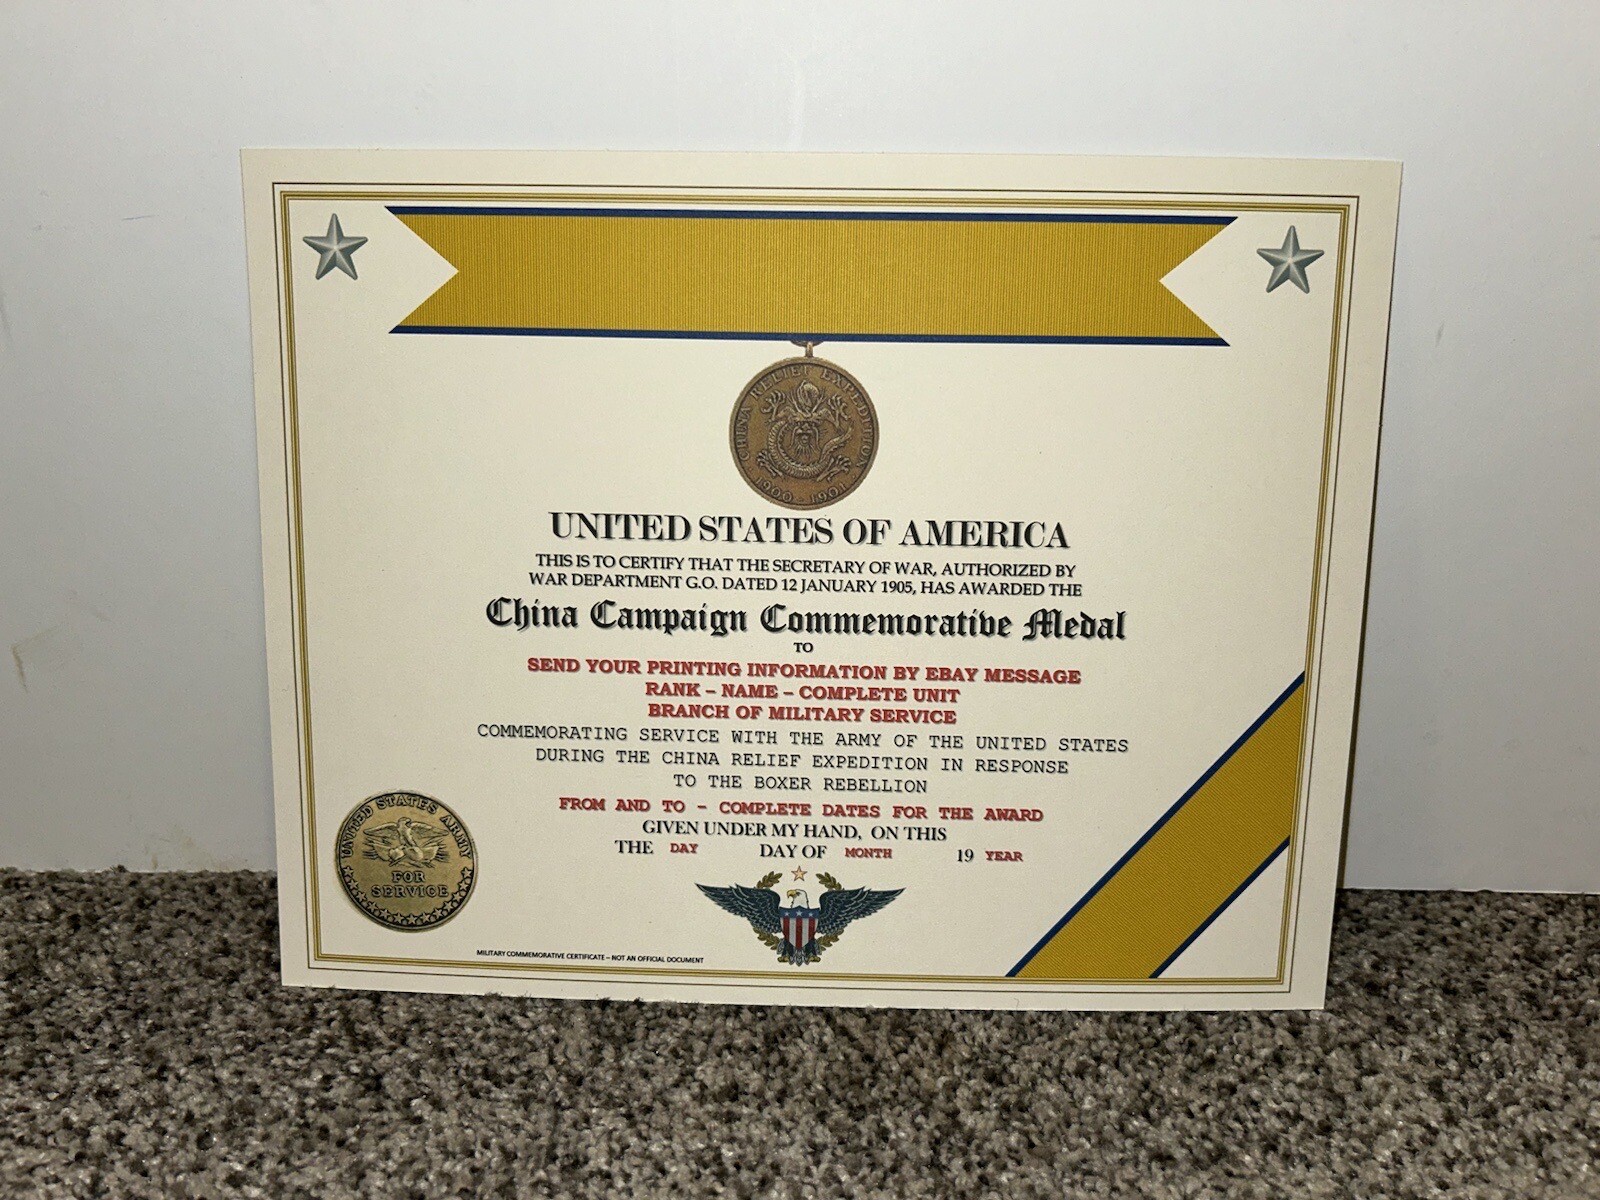 CHINA RELIEF EXPEDITION
1900 - 1901
UNITED STATES OF AMERICA
THIS IS TO CERTIFY THAT THE SECRETARY OF WAR, AUTHORIZED BY
WAR DEPARTMENT G.O. DATED 12 JANUARY 1905, HAS AWARDED THE
China Campaign Commemorative Medal
TO
SEND YOUR PRINTING INFORMATION BY EBAY MESSAGE
RANK – NAME – COMPLETE UNIT
BRANCH OF MILITARY SERVICE
COMMEMORATING SERVICE WITH THE ARMY OF THE UNITED STATES
DURING THE CHINA RELIEF EXPEDITION IN RESPONSE
TO THE BOXER REBELLION
FROM AND TO – COMPLETE DATES FOR THE AWARD
GIVEN UNDER MY HAND, ON THIS
THE DAY DAY OF MONTH 19 YEAR
UNITED STATES ARMY
FOR
SERVICE
MILITARY COMMEMORATIVE CERTIFICATE – NOT AN OFFICIAL DOCUMENT